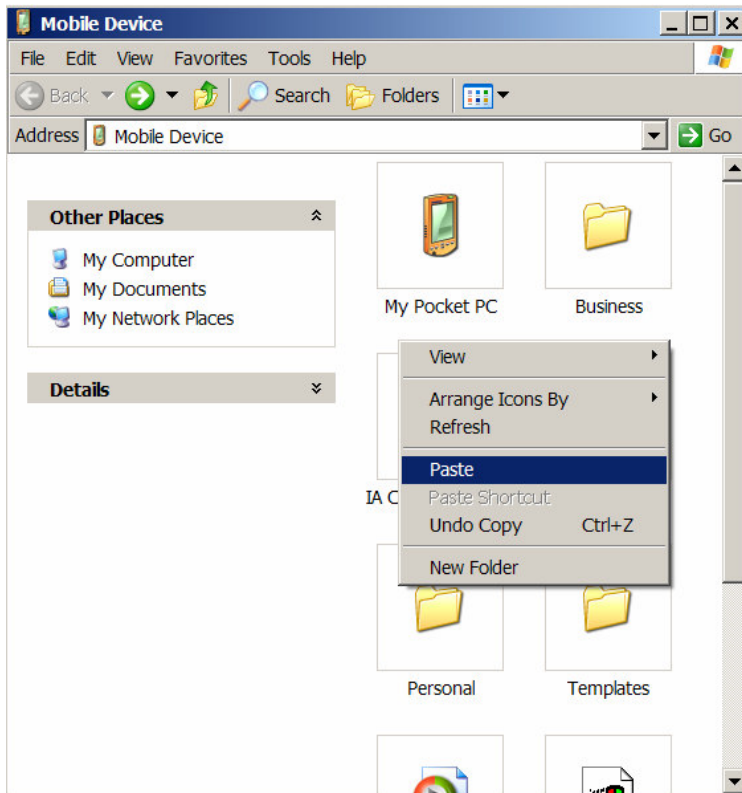 Mobile Device
File Edit View Favorites Tools Help
Back Search Folders
Address Mobile Device Go
Other Places
My Computer
My Documents
My Network Places
Details
My Pocket PC Business
View
Arrange Icons By
Refresh
Paste
IA C
Paste Shortcut
Undo Copy Ctrl+Z
New Folder
Personal Templates